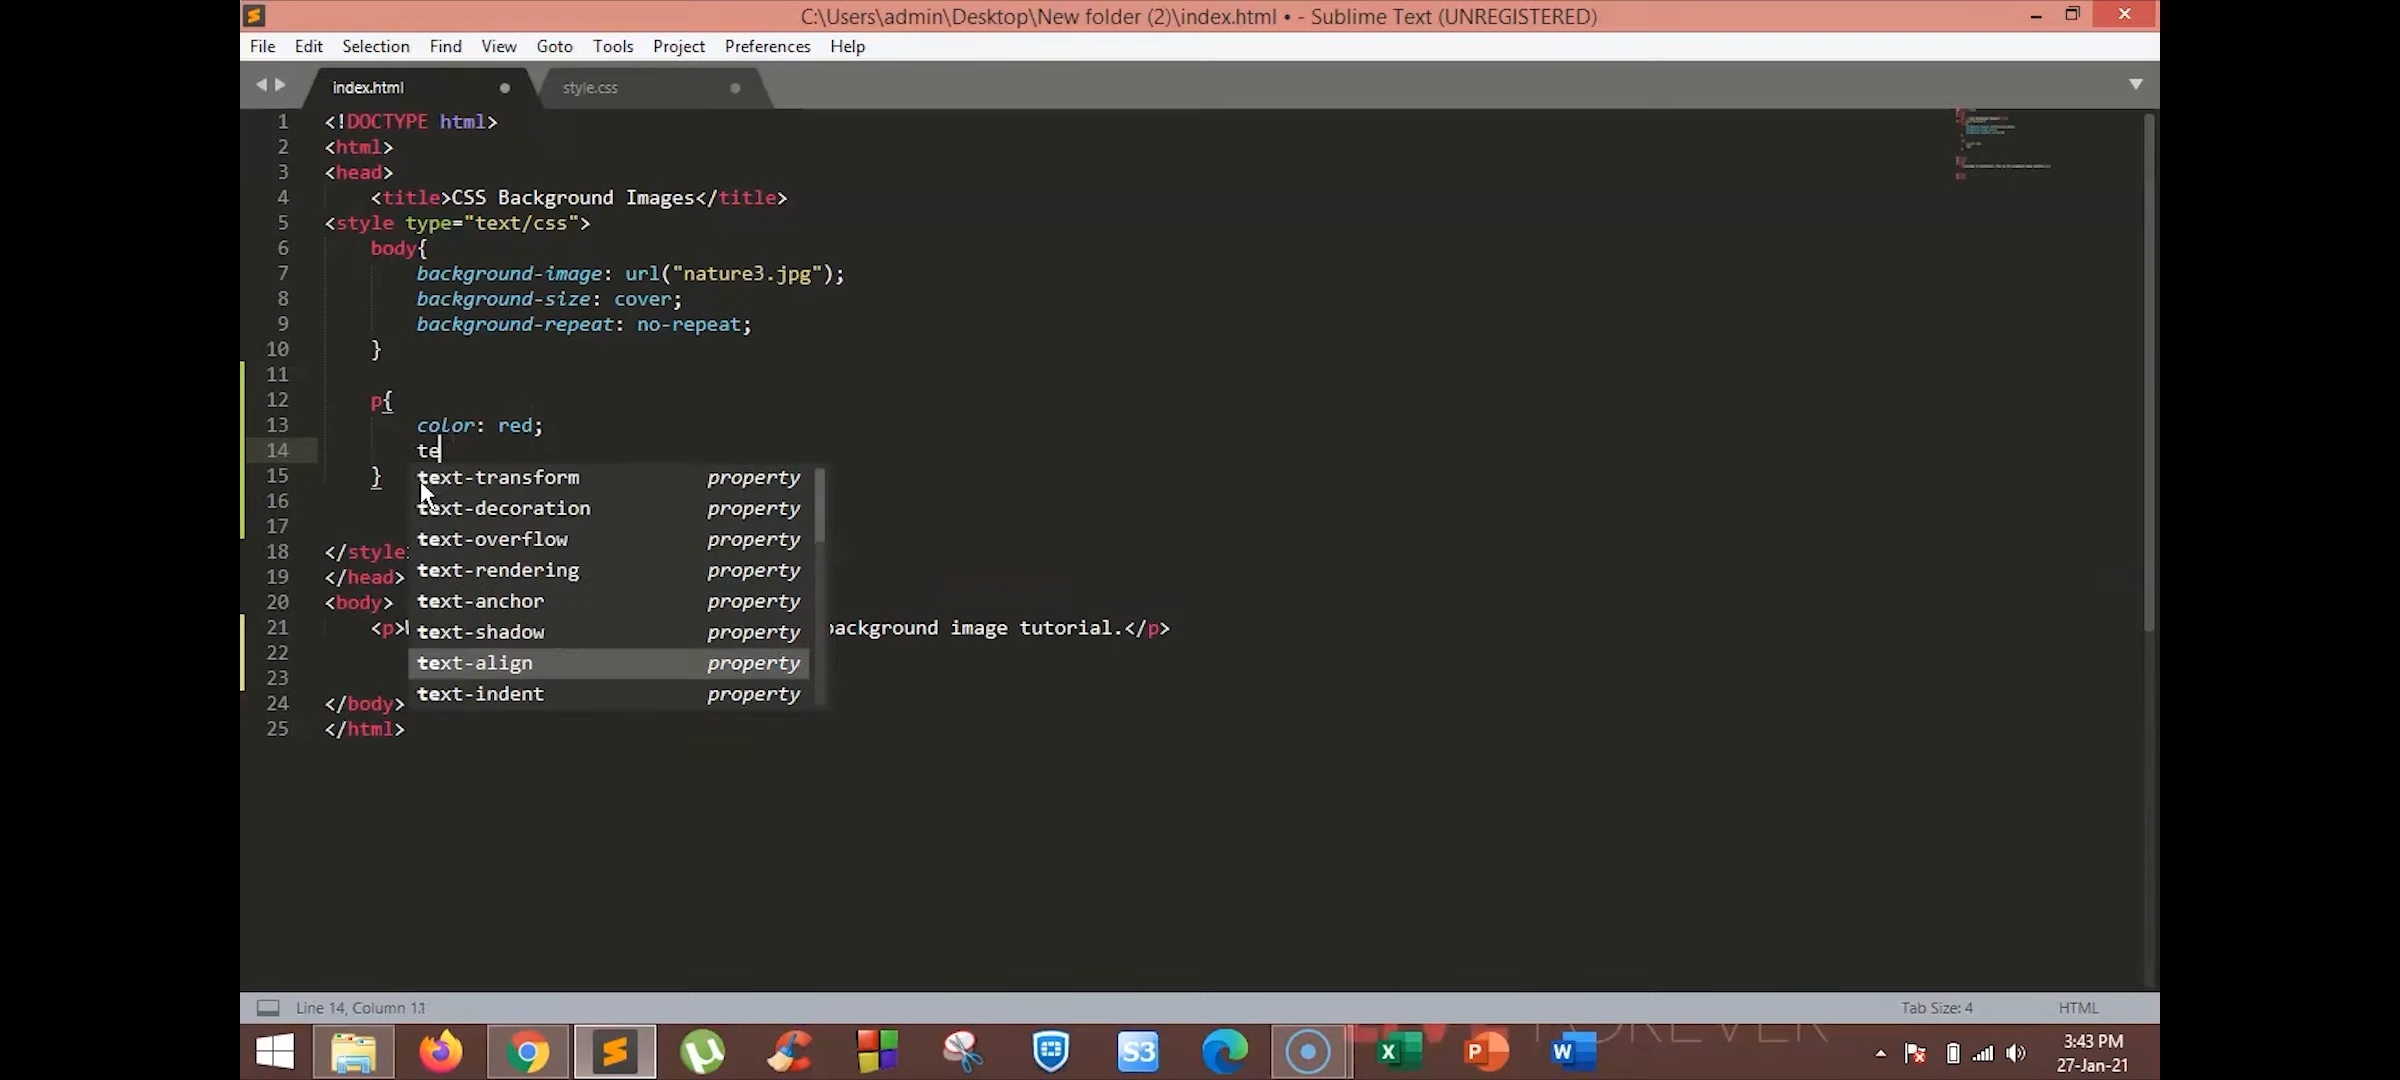 C:\Users\admin\Desktop\New folder (2)\index.html • - Sublime Text (UNREGISTERED)
File Edit Selection Find View Goto Tools Project Preferences Help
index.html style.css
1 <!DOCTYPE html>
2 <html>
3 <head>
4 <title>CSS Background Images</title>
5 <style type="text/css">
6 body{
7 background-image: url("nature3.jpg");
8 background-size: cover;
9 background-repeat: no-repeat;
10 }
11
12 p{
13 color: red;
14 te
15 }
16
17
18 </style
19 </head>
20 <body>
21 <p> background image tutorial.</p>
22
23
24 </body>
25 </html>
text-transform property
text-decoration property
text-overflow property
text-rendering property
text-anchor property
text-shadow property
text-align property
text-indent property
Line 14, Column 11
Tab Size: 4
HTML
FOREVER
S3
3:43 PM
27-Jan-21